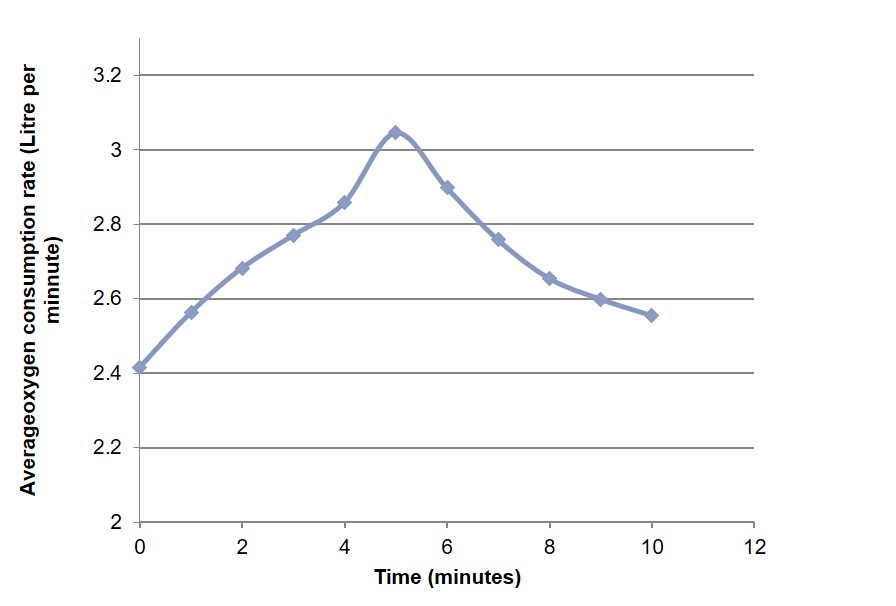 Averageoxygen consumption rate (Litre per
minnute)
3.2
3
2.8
2.6
2.4
2.2
2
0 2 4 6 8 10 12
Time (minutes)